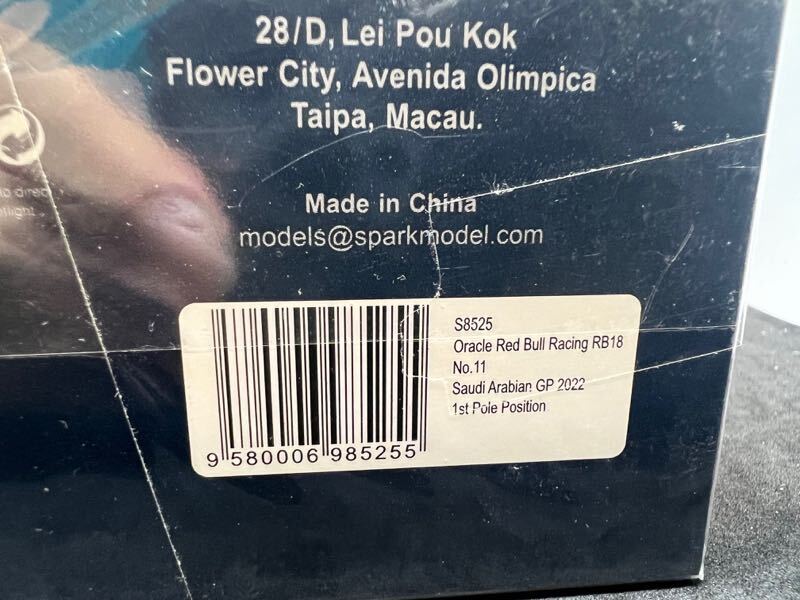 28/D, Lei Pou Kok
Flower City, Avenida Olimpica
Taipa, Macau.
Made in China
models@sparkmodel.com
S8525
Oracle Red Bull Racing RB18
No.11
Saudi Arabian GP 2022
1st Pole Position
9 580006 985255